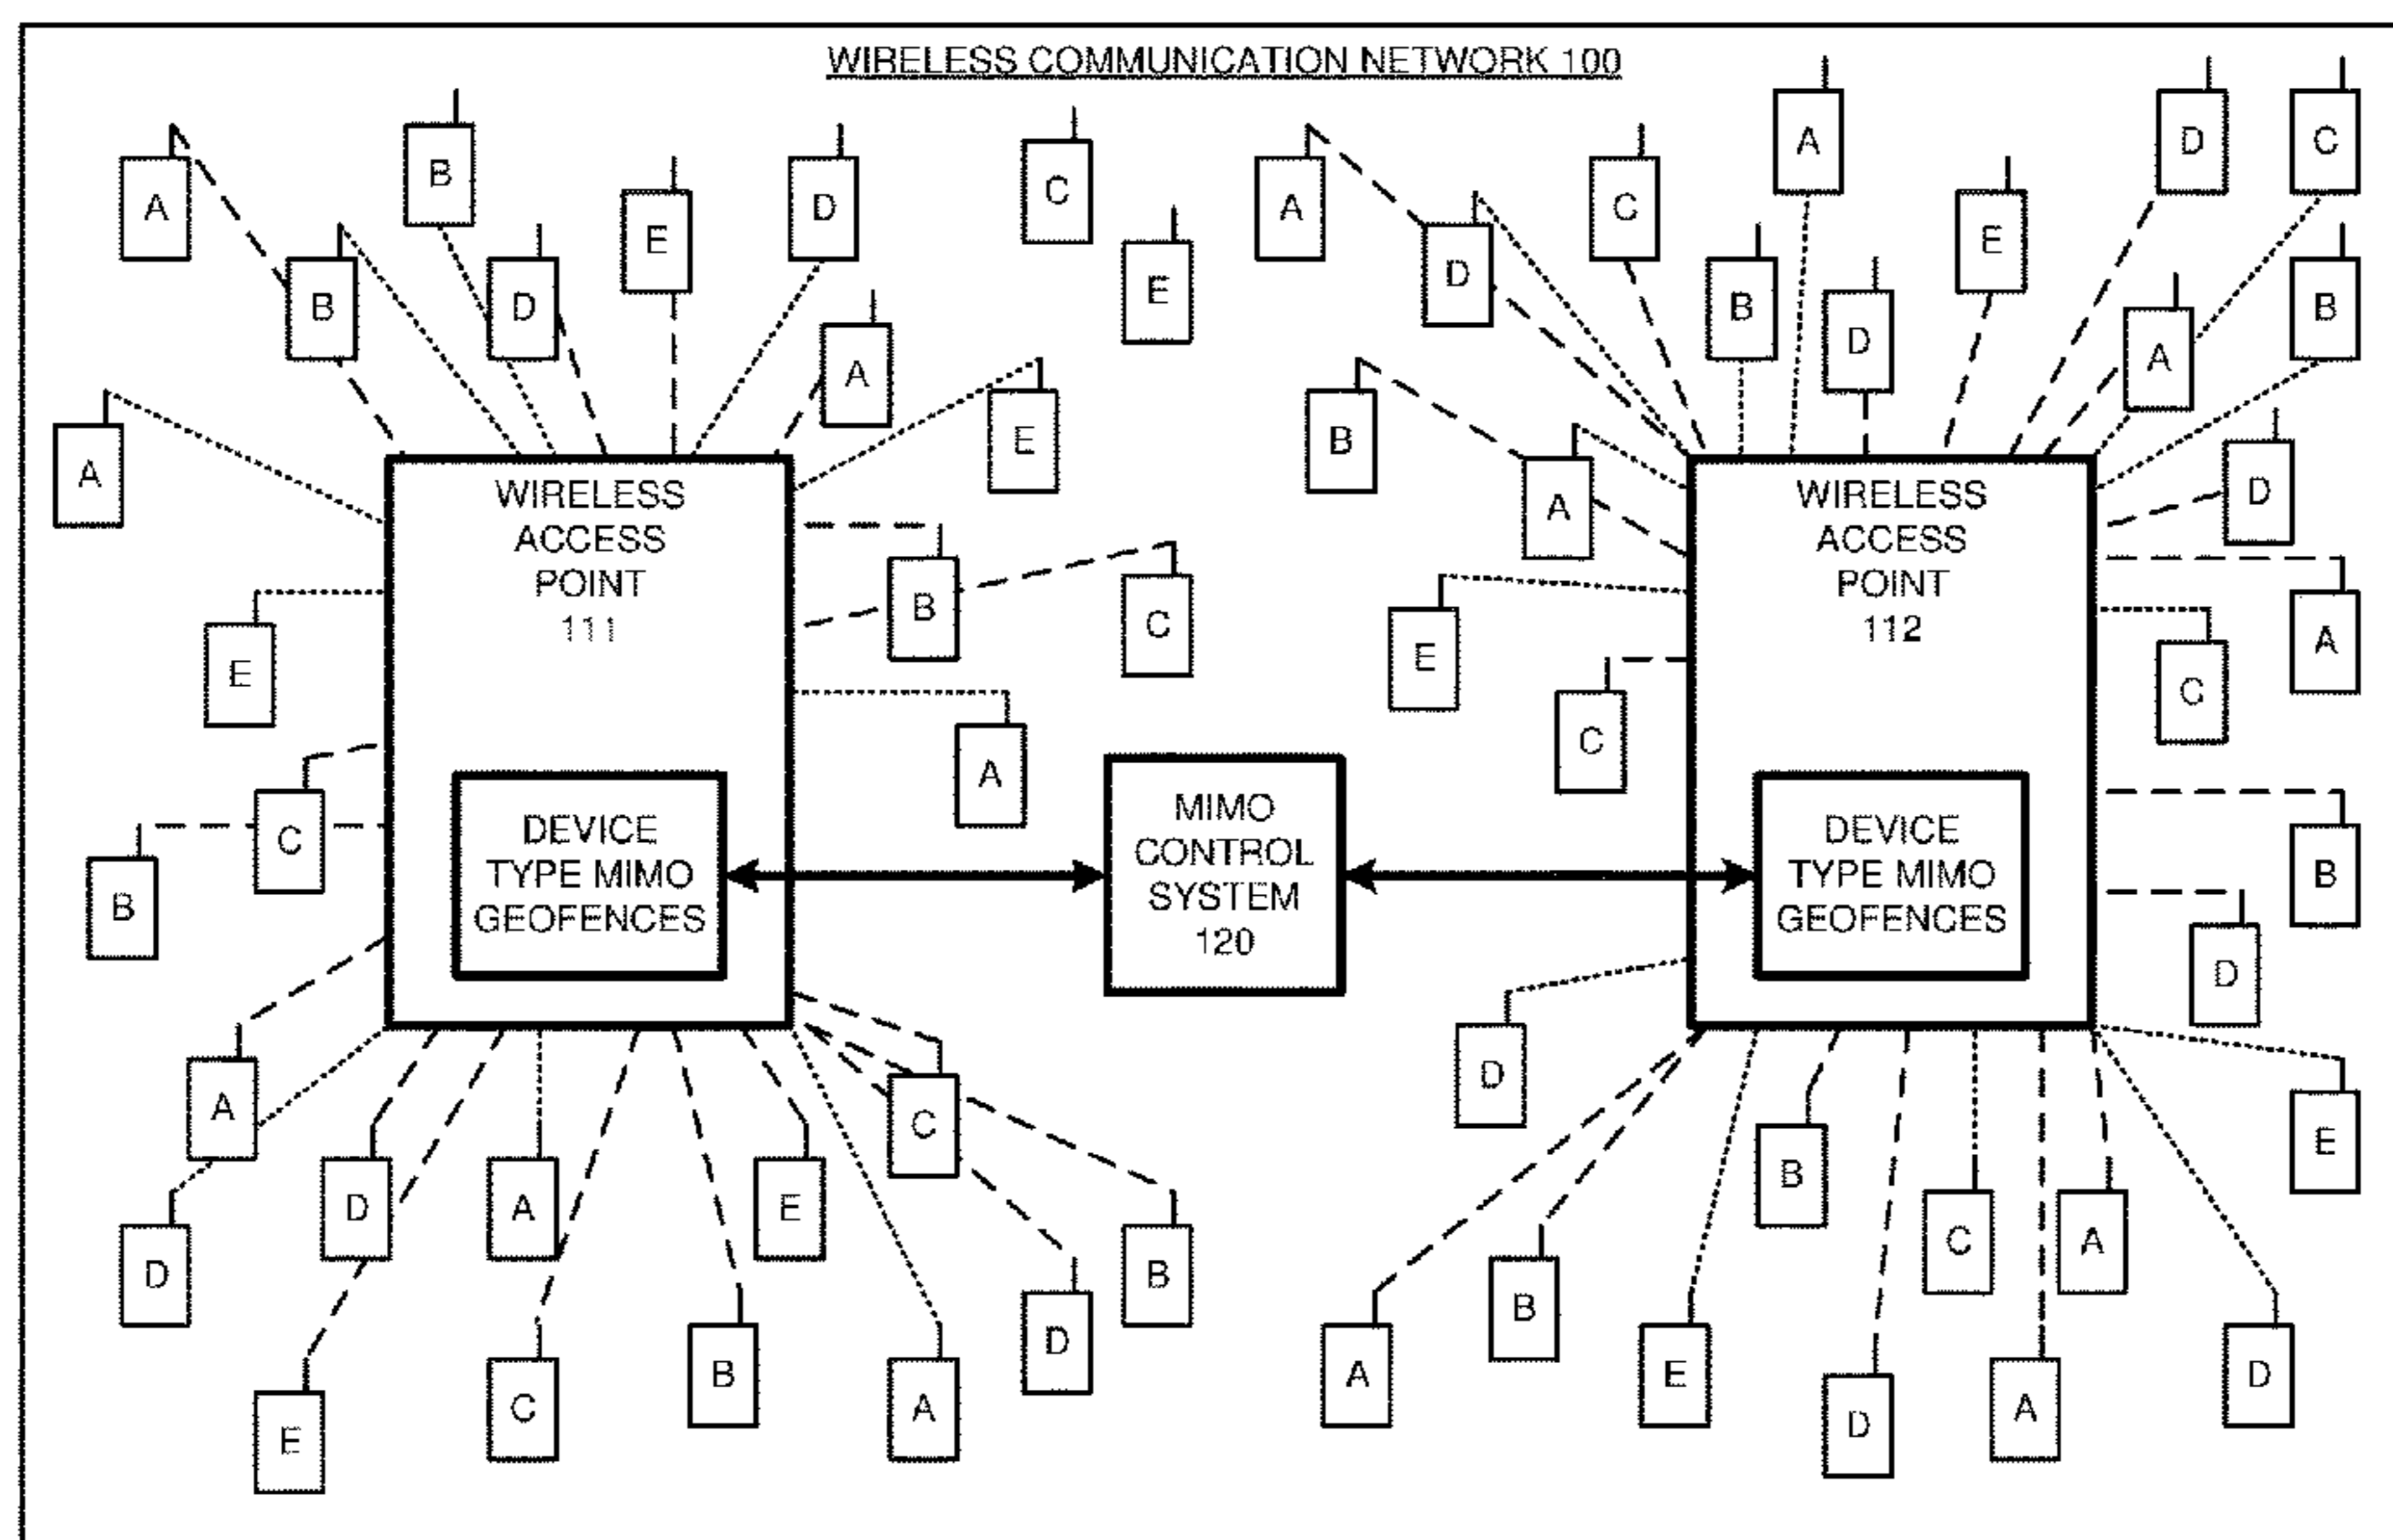 WIRELESS COMMUNICATION NETWORK 100
A
B
B
D
E
D
A
C
E
A
D
C
A
B
D
E
D
C
A
B
A
E
E
B
C
A
C
B
A
D
D
E
A
C
B
E
A
C
D
B
B
A
E
C
D
A
C
B
D
E
A
B
E
B
D
C
A
A
D
WIRELESS
ACCESS
POINT
111
DEVICE
TYPE MIMO
GEOFENCES
MIMO
CONTROL
SYSTEM
120
WIRELESS
ACCESS
POINT
112
DEVICE
TYPE MIMO
GEOFENCES